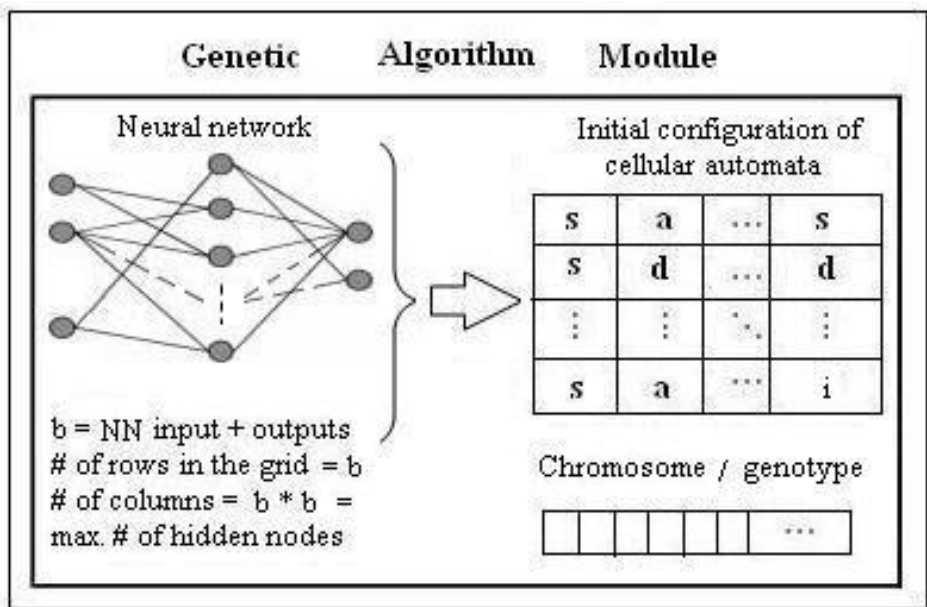 Genetic Algorithm Module
Neural network
b = NN input + outputs
# of rows in the grid = b
# of columns = b * b =
max. # of hidden nodes
Initial configuration of
cellular automata
s a ... s
s d ... d
⋮ ⋮ ⋱ ⋮
s a ... i
Chromosome / genotype
...